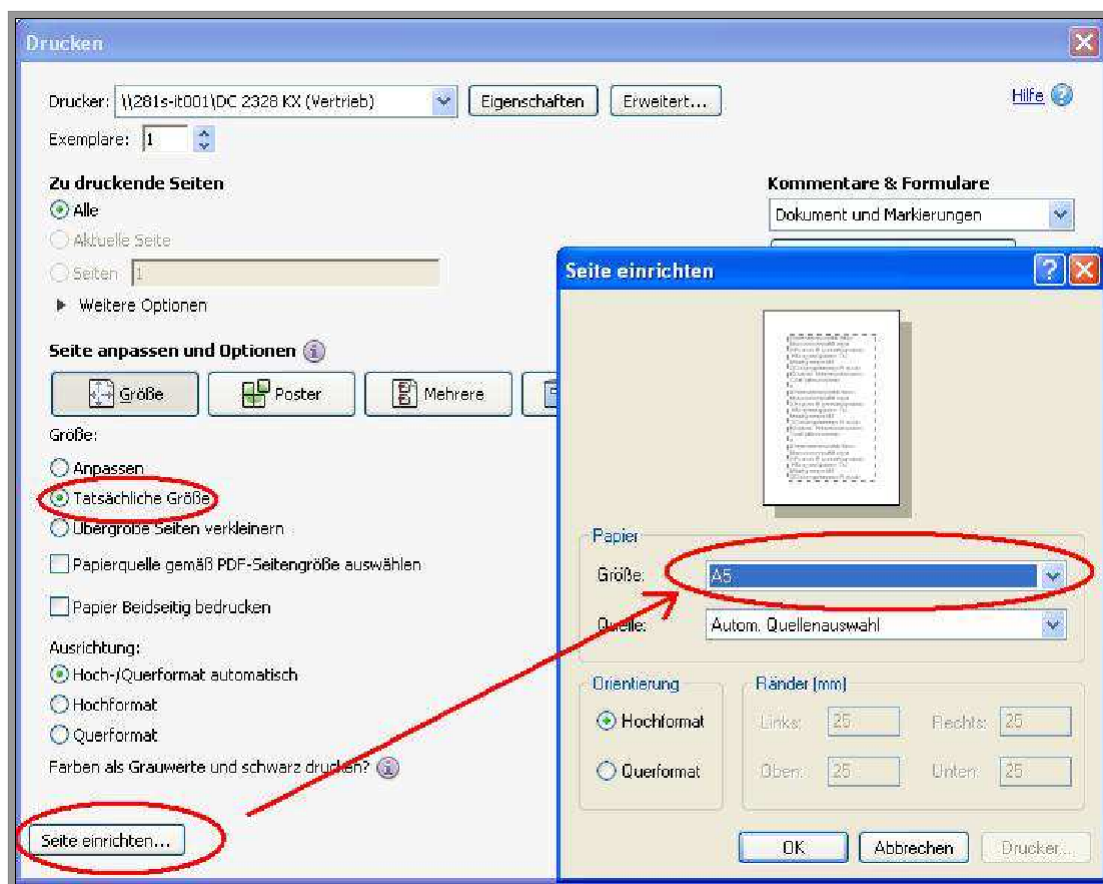 Drucken
Drucker: \\281s-it001\DC 2328 KX (Vertrieb) Eigenschaften Erweitert... Hilfe
Exemplare: 1
Zu druckende Seiten
Alle
Aktuelle Seite
Seiten 1
Weitere Optionen
Kommentare & Formulare
Dokument und Markierungen
Seite anpassen und Optionen
Größe Poster Mehrere
Größe:
Anpassen
Tatsächliche Größe
Übergroße Seiten verkleinern
Papierquelle gemäß PDF-Seitengröße auswählen
Papier Beidseitig bedrucken
Ausrichtung:
Hoch-/Querformat automatisch
Hochformat
Querformat
Farben als Grauwerte und schwarz drucken?
Seite einrichten...
Seite einrichten
Papier
Größe: A5
Quelle: Autom. Quellenauswahl
Orientierung
Hochformat
Querformat
Ränder (mm)
Links: 25 Rechts: 25
Oben: 25 Unten: 25
OK Abbrechen Drucker...